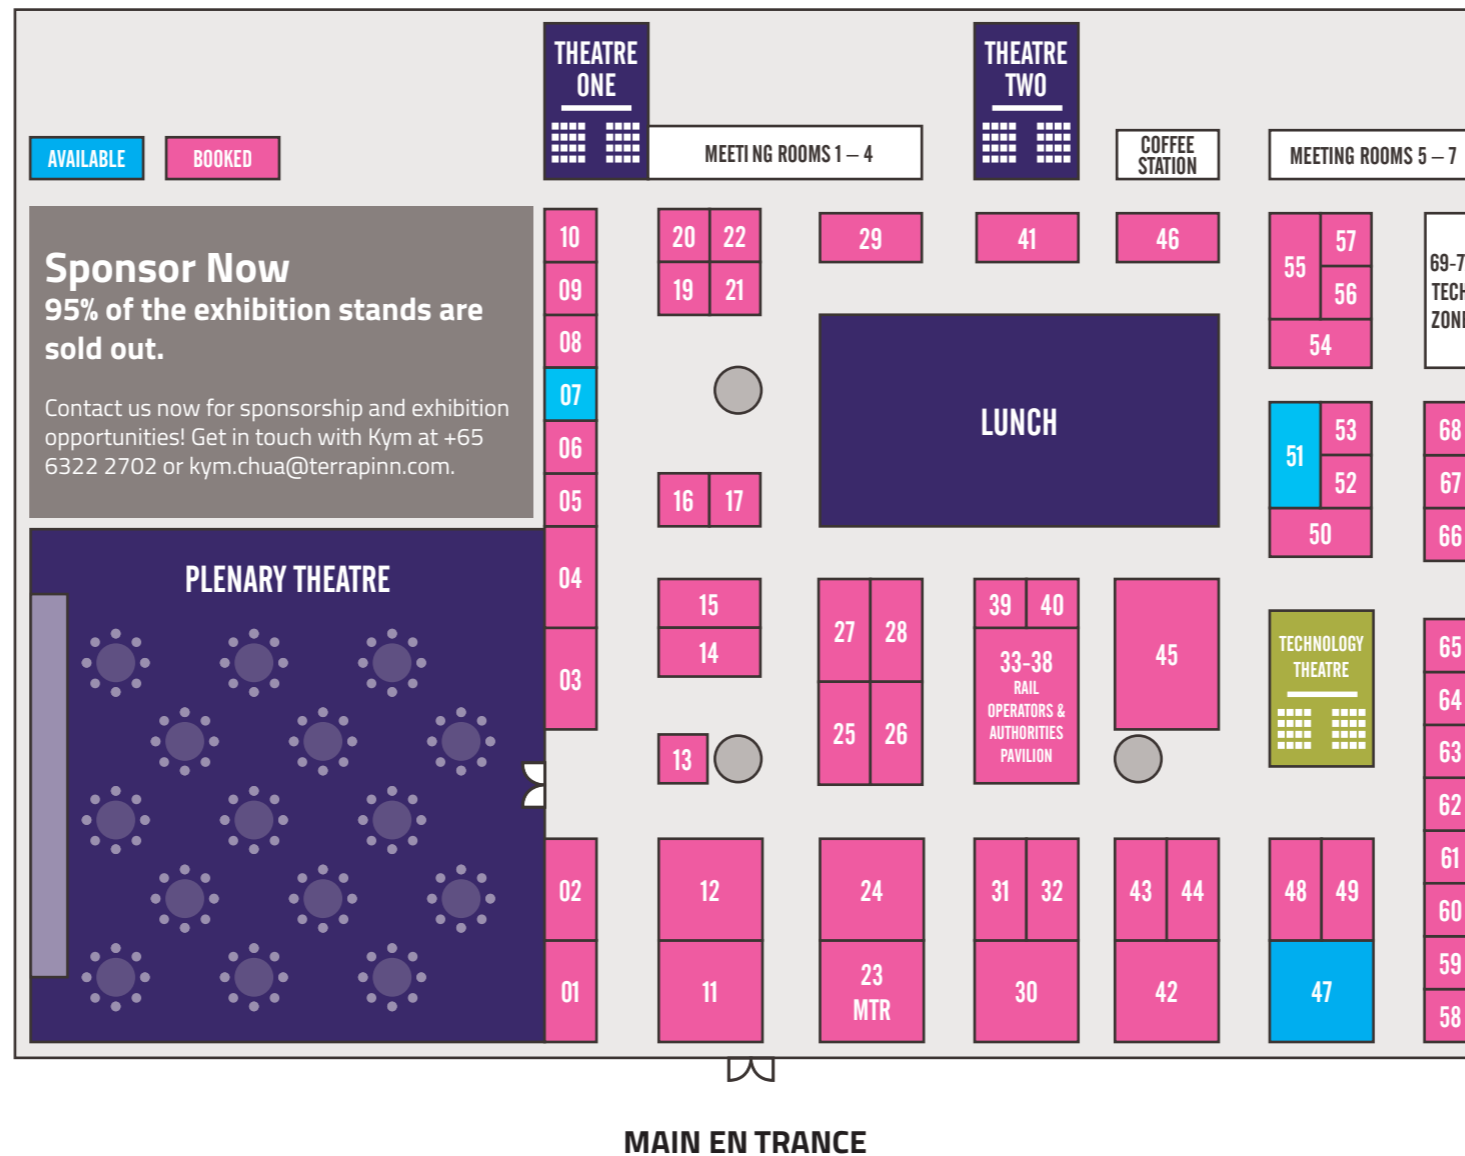 THEATRE
ONE
THEATRE
TWO
AVAILABLE
BOOKED
MEETI NG ROOMS 1 – 4
COFFEE
STATION
MEETING ROOMS 5 – 7
Sponsor Now
95% of the exhibition stands are
sold out.
Contact us now for sponsorship and exhibition
opportunities! Get in touch with Kym at +65
6322 2702 or kym.chua@terrapinn.com.
10
09
08
07
06
05
04
03
02
01
20 22
19 21
16 17
15
14
13
12
11
29
41
46
LUNCH
27 28
25 26
24
23
MTR
39 40
33-38
RAIL
OPERATORS &
AUTHORITIES
PAVILION
31 32
30
45
43 44
42
55
57
56
54
51
53
52
50
TECHNOLOGY
THEATRE
48 49
47
69-7
TECH
ZONE
68
67
66
65
64
63
62
61
60
59
58
PLENARY THEATRE
MAIN EN TRANCE